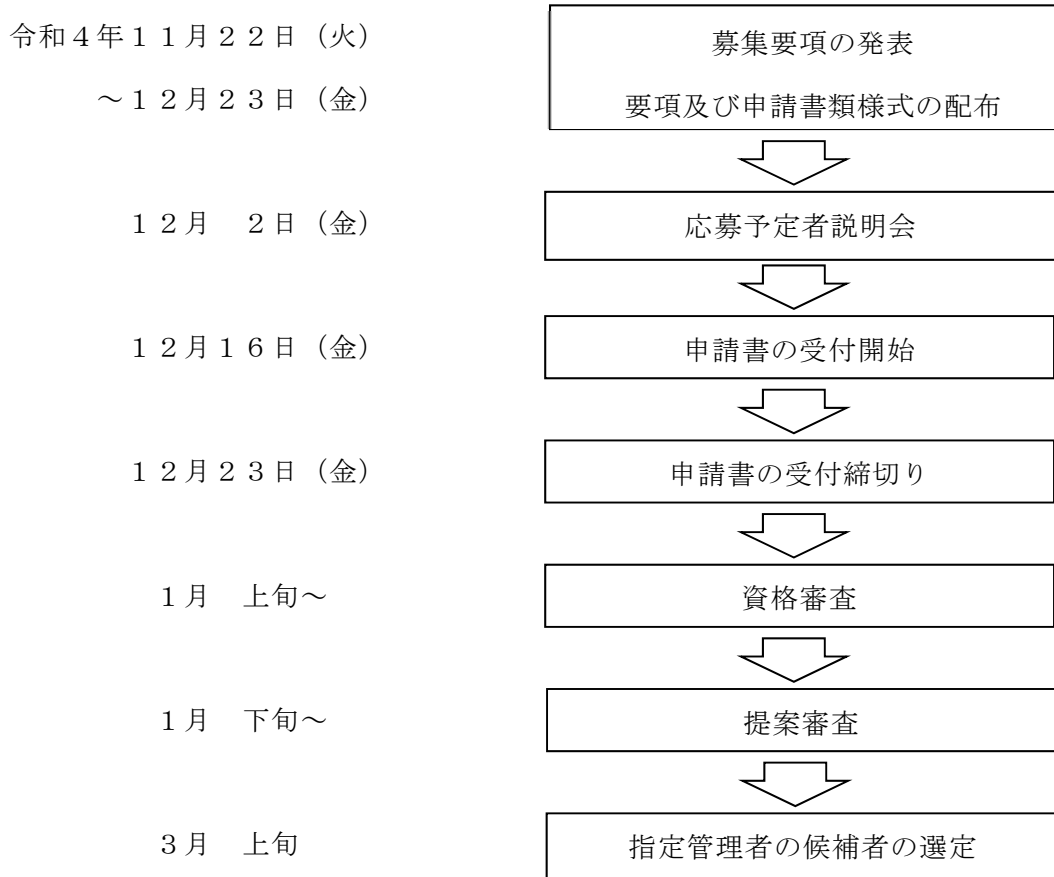 令和４年１１月２２日（火）
～１２月２３日（金）
募集要項の発表
要項及び申請書類様式の配布
１２月　２日（金）
応募予定者説明会
１２月１６日（金）
申請書の受付開始
１２月２３日（金）
申請書の受付締切り
１月　上旬～
資格審査
１月　下旬～
提案審査
３月　上旬
指定管理者の候補者の選定